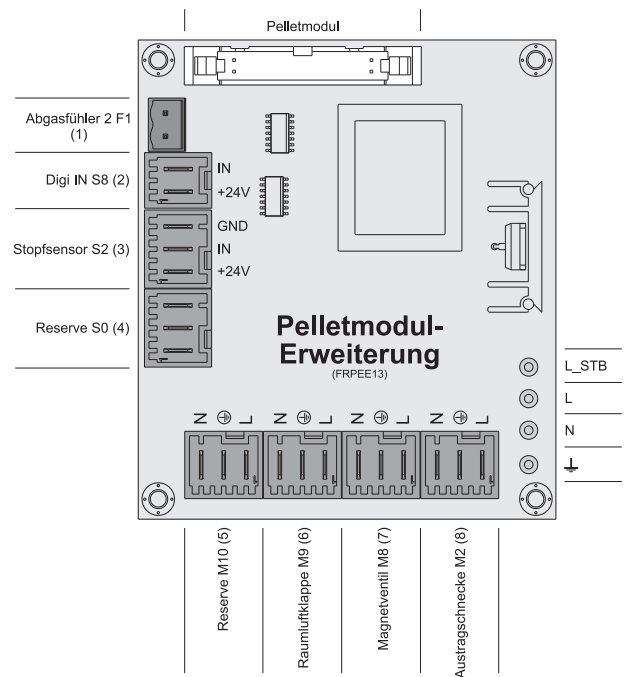 Pelletmodul
Abgasfühler 2 F1
(1)
Digi IN S8 (2)
IN
+24V
Stopfsensor S2 (3)
GND
IN
+24V
Reserve S0 (4)
Pelletmodul-
Erweiterung
(FRPEE13)
L_STB
L
N
N L N L N L N L
Reserve M10 (5)
Raumluftklappe M9 (6)
Magnetventil M8 (7)
Austragschnecke M2 (8)